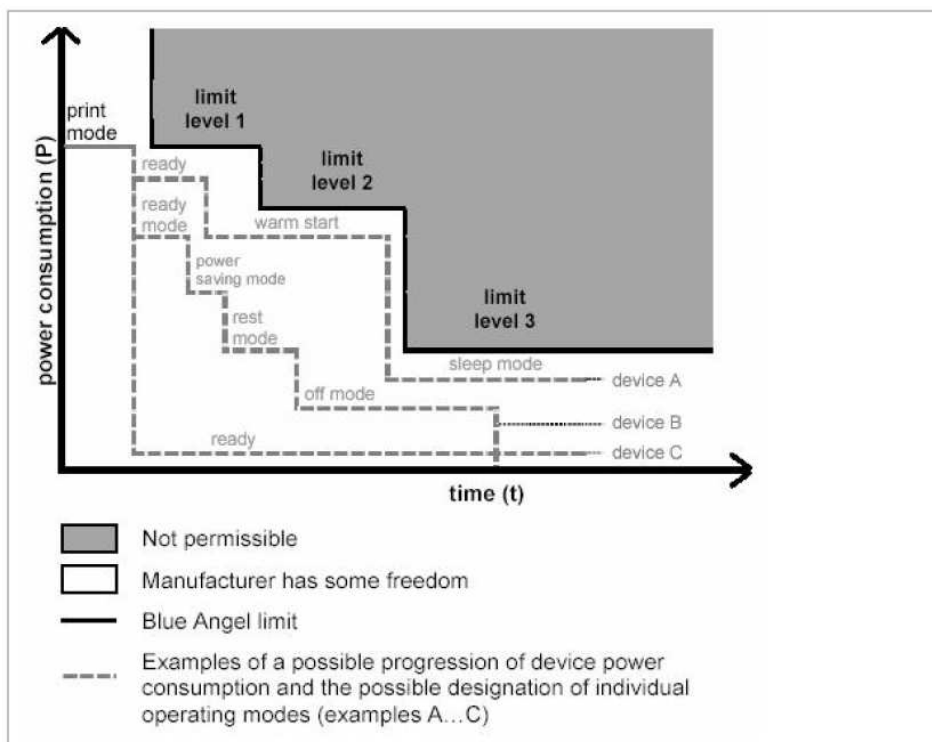 power consumption (P)
print
mode
limit
level 1
limit
level 2
limit
level 3
ready
ready
mode
warm start
power
saving mode
rest
mode
sleep mode
off mode
ready
device A
device B
device C
time (t)
Not permissible
Manufacturer has some freedom
Blue Angel limit
Examples of a possible progression of device power
consumption and the possible designation of individual
operating modes (examples A...C)